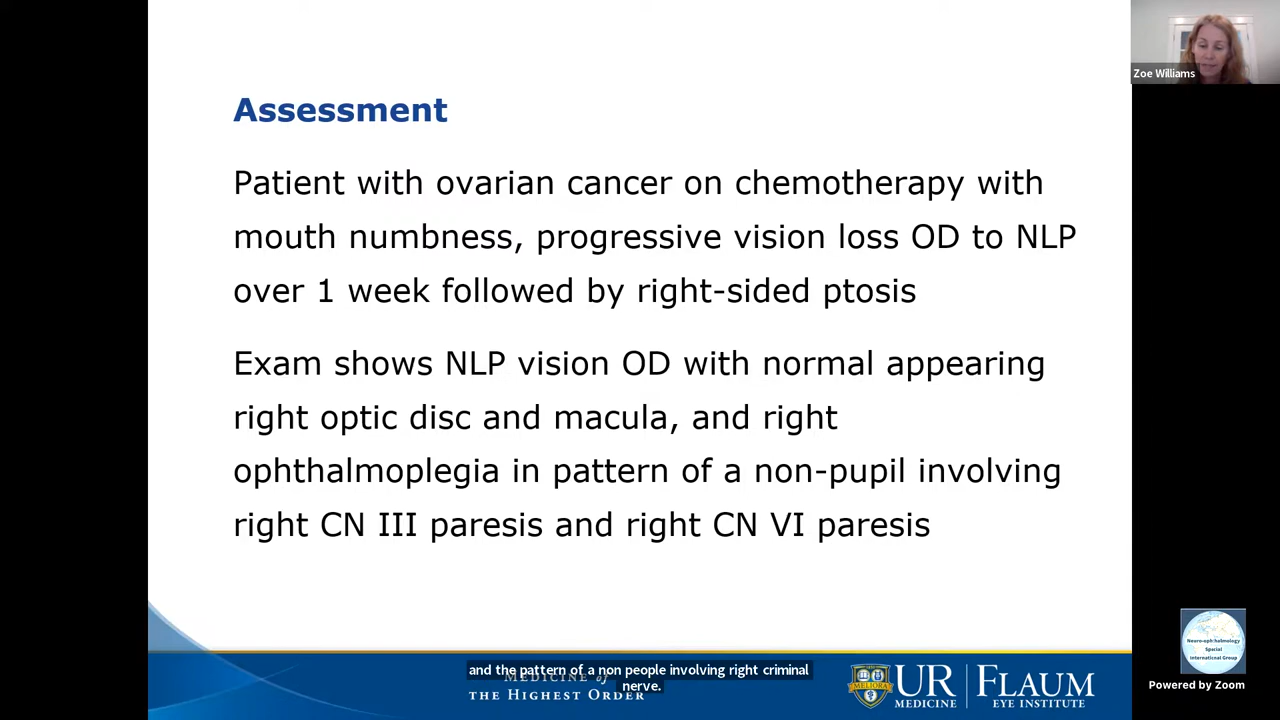 Zoe Williams
Assessment
Patient with ovarian cancer on chemotherapy with
mouth numbness, progressive vision loss OD to NLP
over 1 week followed by right-sided ptosis
Exam shows NLP vision OD with normal appearing
right optic disc and macula, and right
ophthalmoplegia in pattern of a non-pupil involving
right CN III paresis and right CN VI paresis
and the pattern of a non people involving right criminal
nerve.
MEDICINE of
THE HIGHEST ORDER
MELIORA
UR
MEDICINE
FLAUM
EYE INSTITUTE
Neuro-ophthalmology
Special
International Group
Powered by Zoom